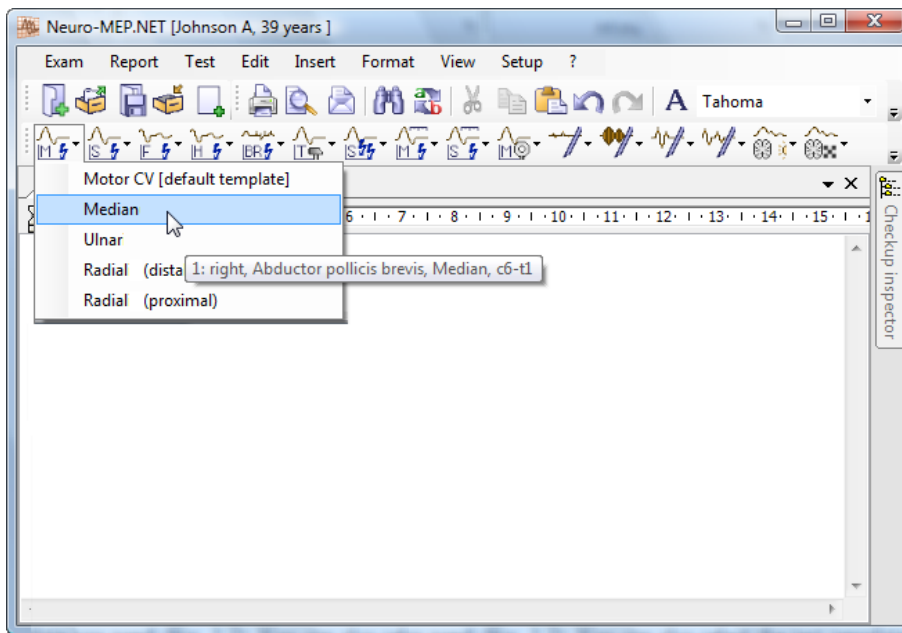 Neuro-MEP.NET [Johnson A, 39 years ]
Exam Report Test Edit Insert Format View Setup ?
A Tahoma
M S F H BR T S M S M
Motor CV [default template]
Median
6 7 8 9 10 11 12 13 14 15
Ulnar
Radial (dista
1: right, Abductor pollicis brevis, Median, c6-t1
Radial (proximal)
Checkup inspector